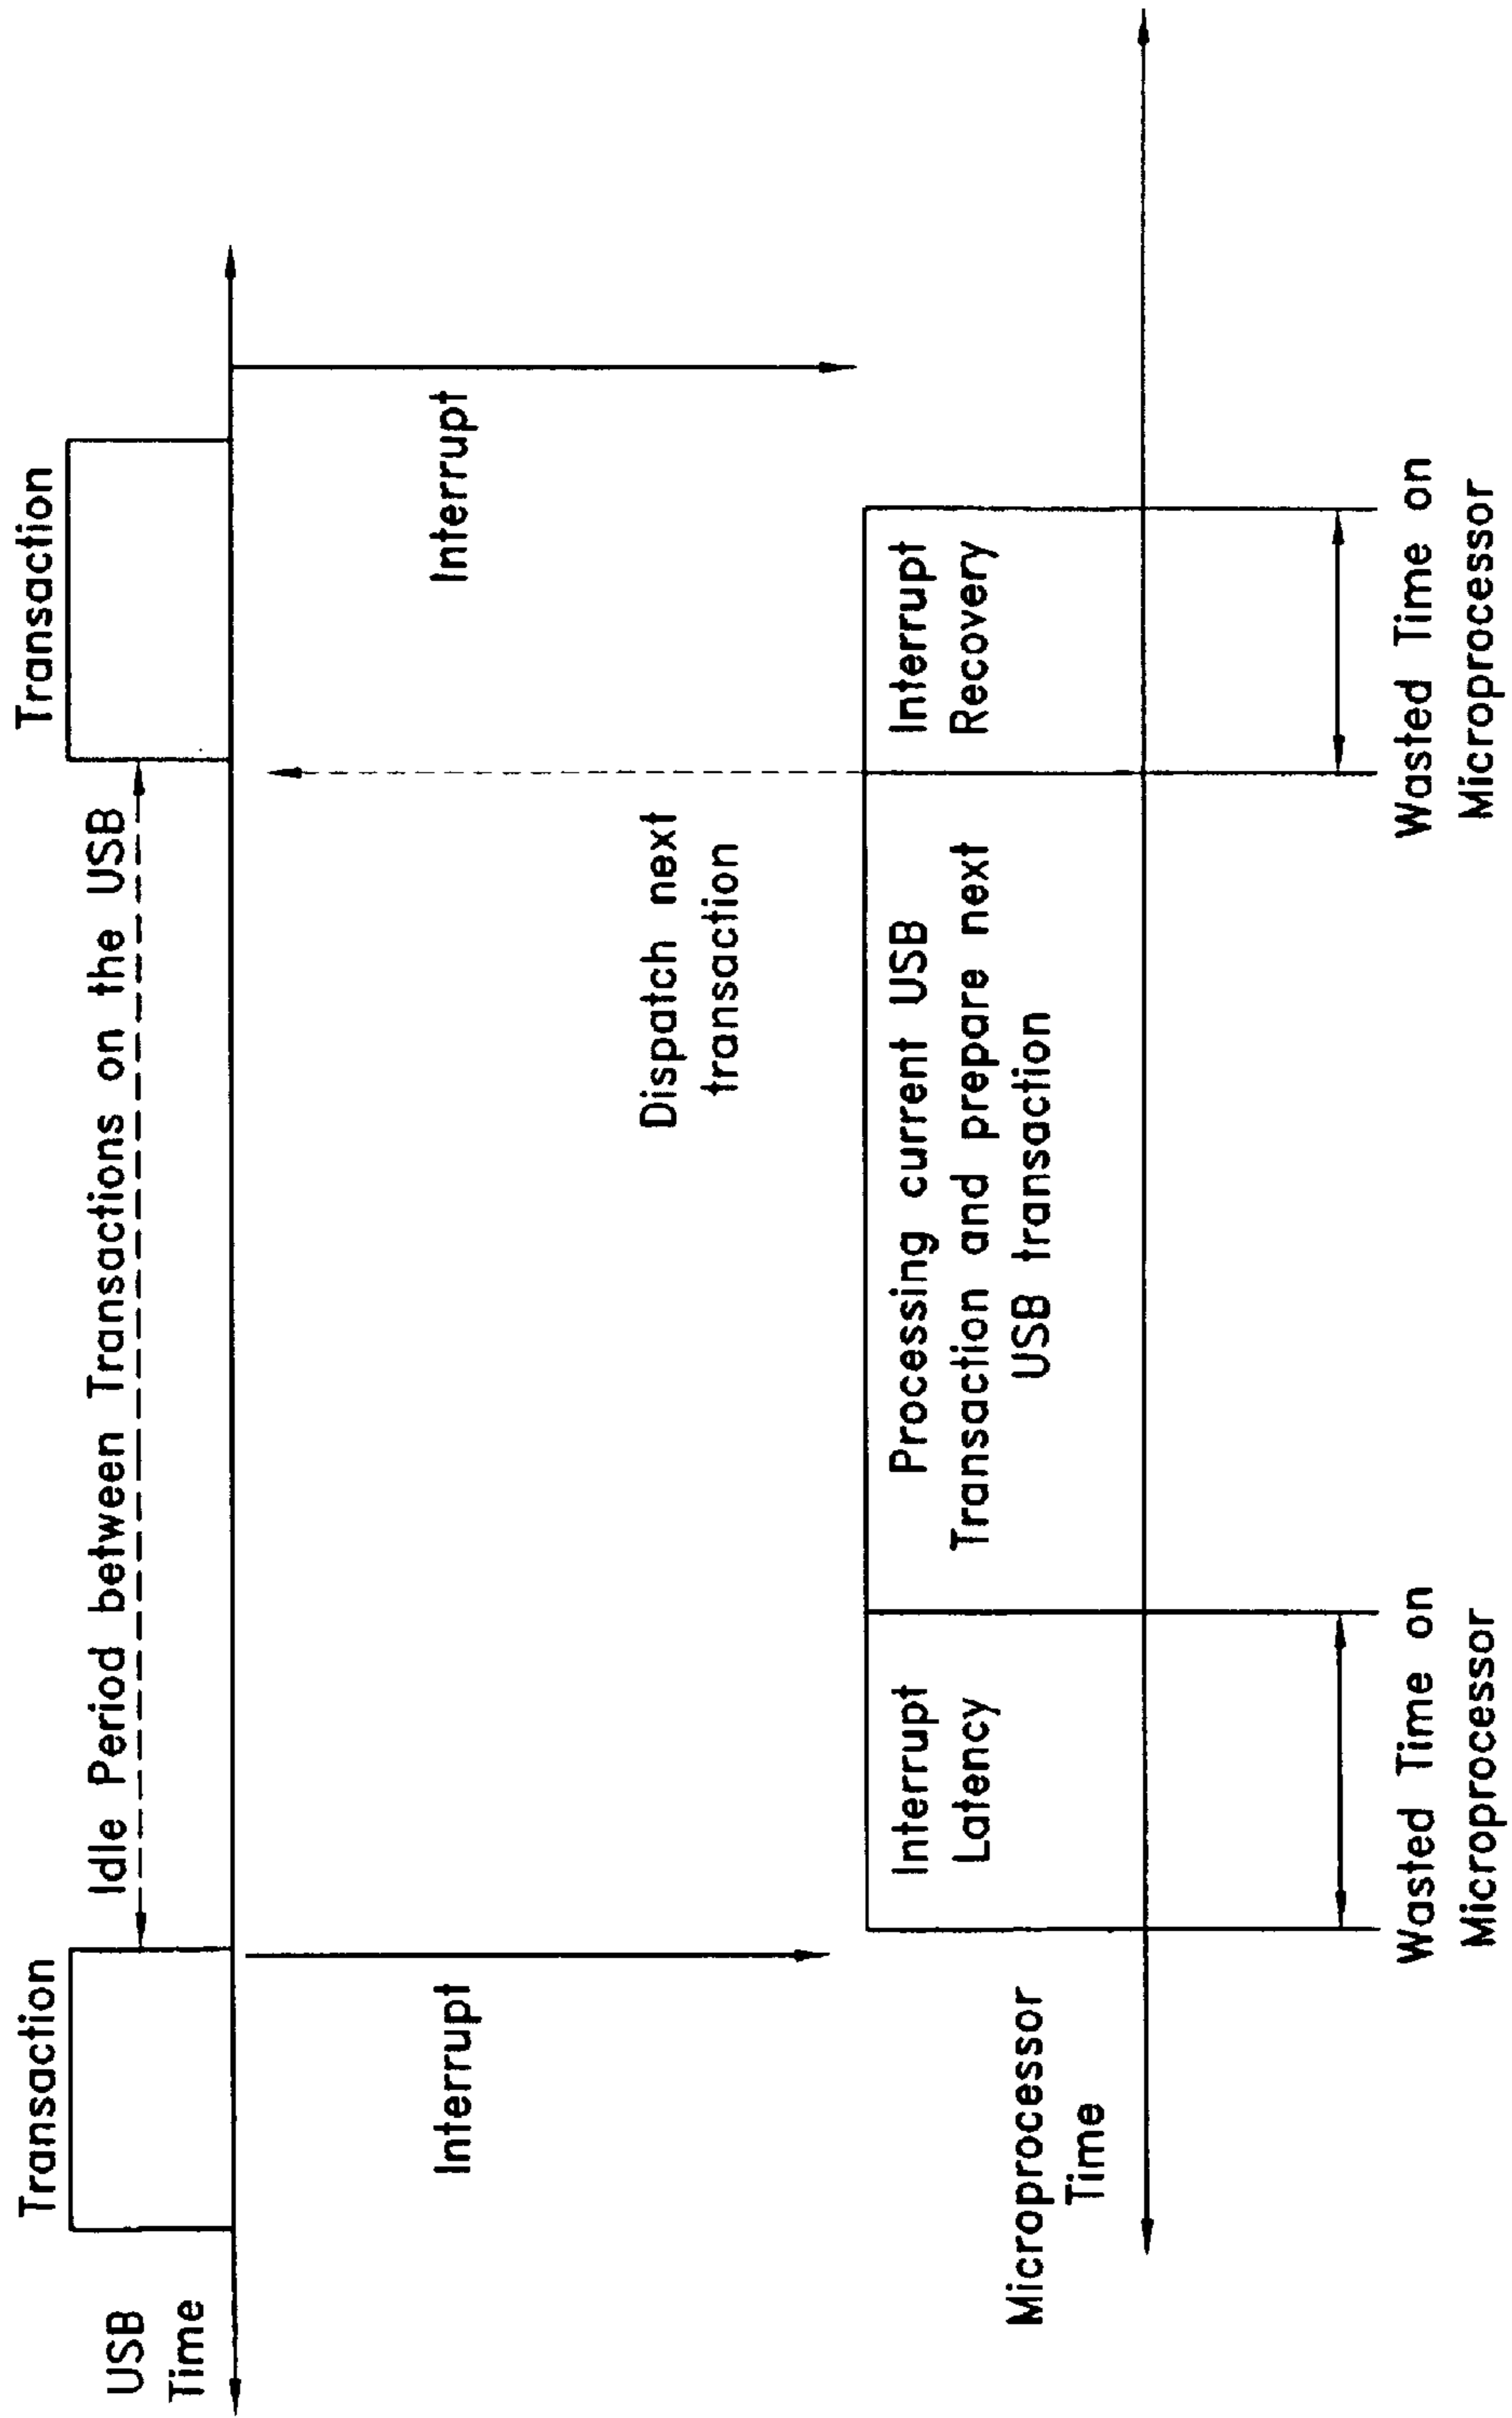 USB
Time
Transaction
Idle Period between Transactions on the USB
Transaction
Interrupt
Interrupt
Dispatch next
transaction
Microprocessor
Time
Interrupt
Latency
Processing current USB
Transaction and prepare next
USB transaction
Interrupt
Recovery
Wasted Time on
Microprocessor
Wasted Time on
Microprocessor